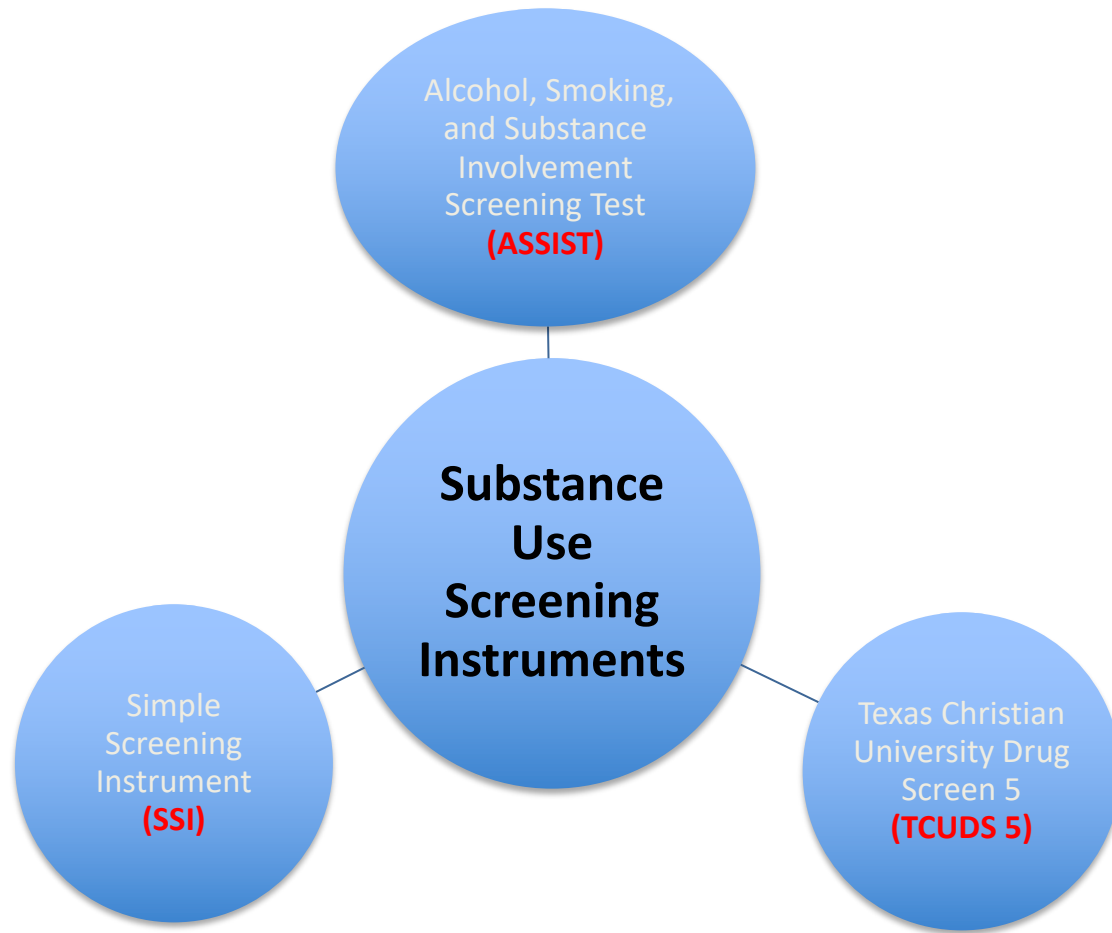 Alcohol, Smoking,
and Substance
Involvement
Screening Test
(ASSIST)
Substance
Use
Screening
Instruments
Simple
Screening
Instrument
(SSI)
Texas Christian
University Drug
Screen 5
(TCUDS 5)